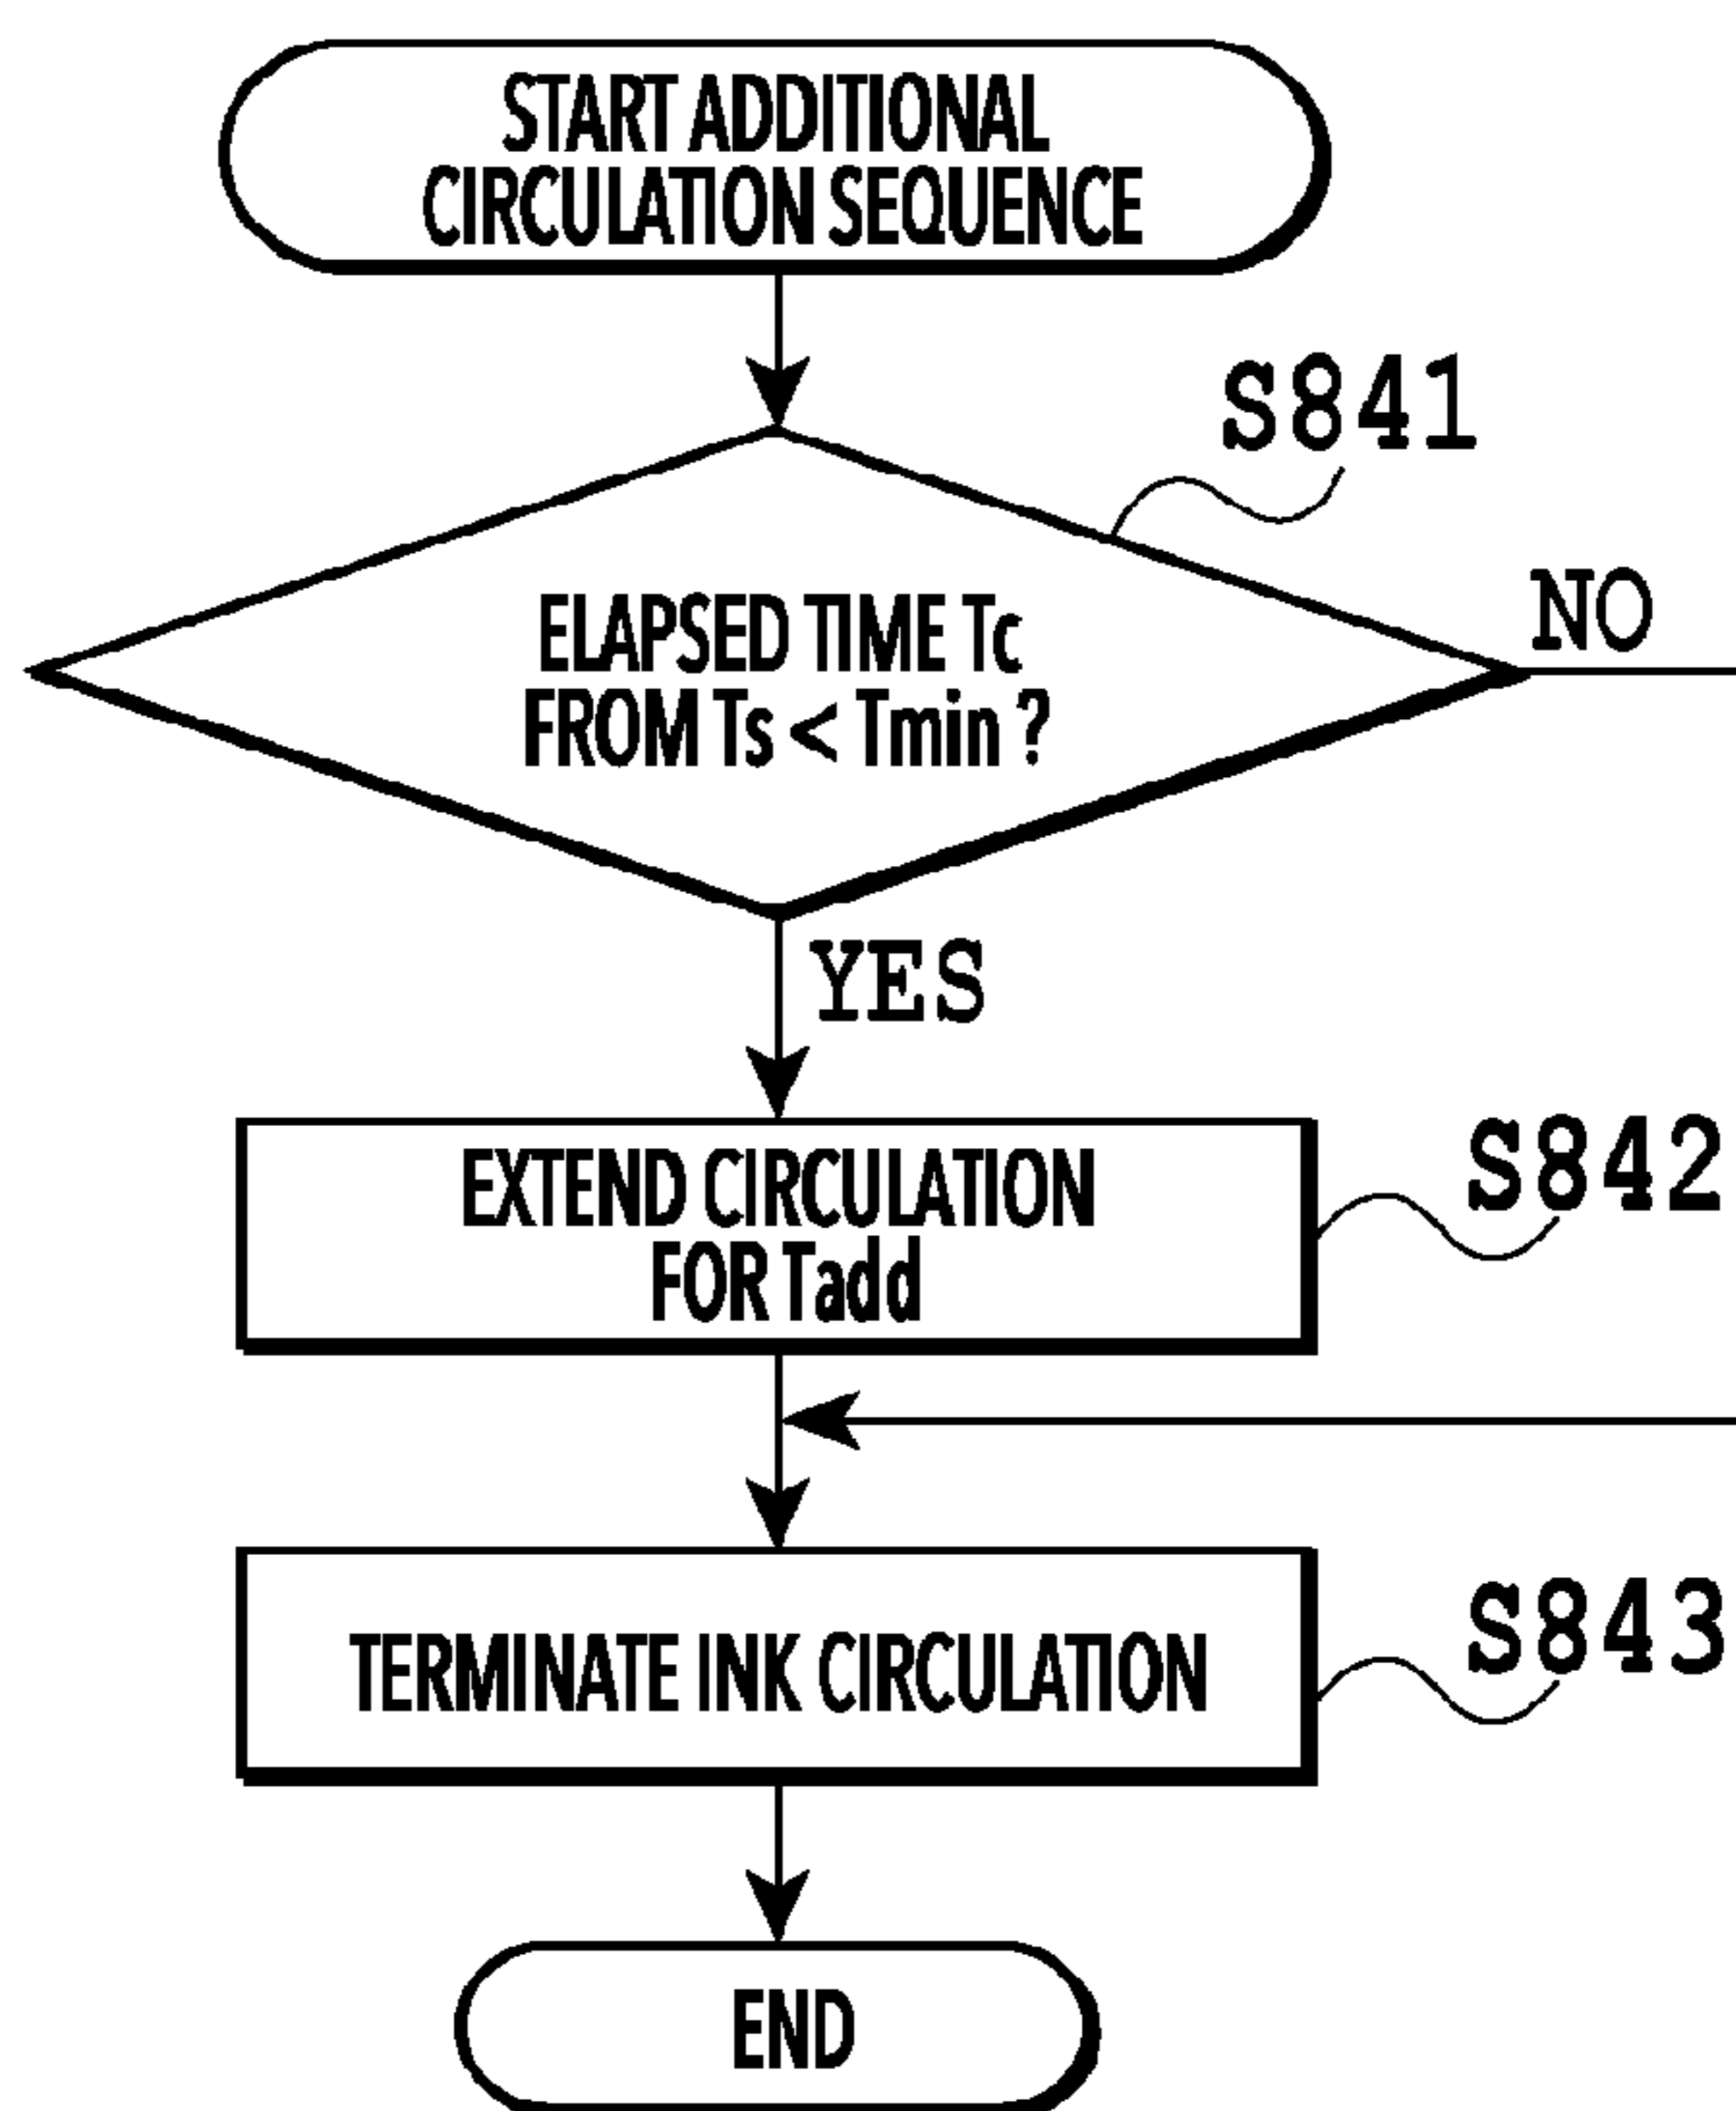 START ADDITIONAL
CIRCULATION SEQUENCE
S841
NO
ELAPSED TIME Tc
FROM Ts < Tmin ?
YES
EXTEND CIRCULATION
FOR Tadd
S842
TERMINATE INK CIRCULATION
S843
END